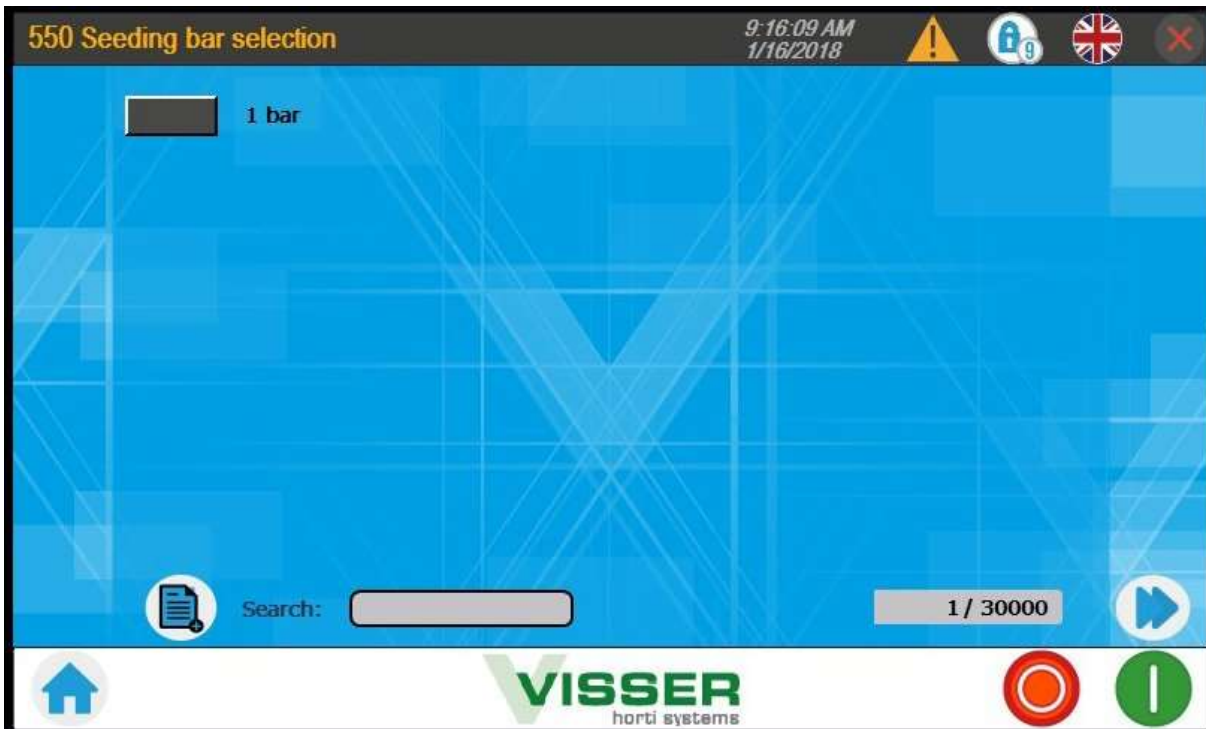 550 Seeding bar selection
9:16:09 AM
1/16/2018
9
1 bar
Search:
1 / 30000
VISSER
horti systems